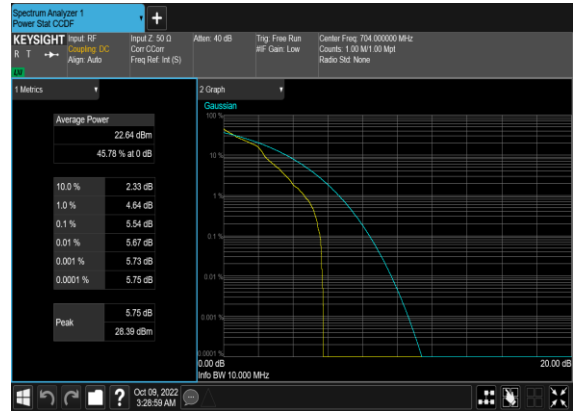 Spectrum Analyzer 1
Power Stat CCDF
+
KEYSIGHT Input: RF Input Z: 50 Ω Atten: 40 dB Trig: Free Run Center Freq: 704.000000 MHz
R T Coupling: DC Corr CCorr #IF Gain: Low Counts: 1.00 M/1.00 Mpt
Align: Auto Freq Ref: Int (S) Radio Std: None
LW
1 Metrics
2 Graph
Average Power
22.64 dBm
45.78 % at 0 dB
10.0 % 2.33 dB
1.0 % 4.64 dB
0.1 % 5.54 dB
0.01 % 5.67 dB
0.001 % 5.73 dB
0.0001 % 5.75 dB
Peak 5.75 dB
28.39 dBm
Gaussian
100 %
10 %
1 %
0.1 %
0.01 %
0.001 %
0.0001 %
0.00 dB 20.00 dB
Info BW 10.000 MHz
? Oct 09, 2022
3:28:59 AM